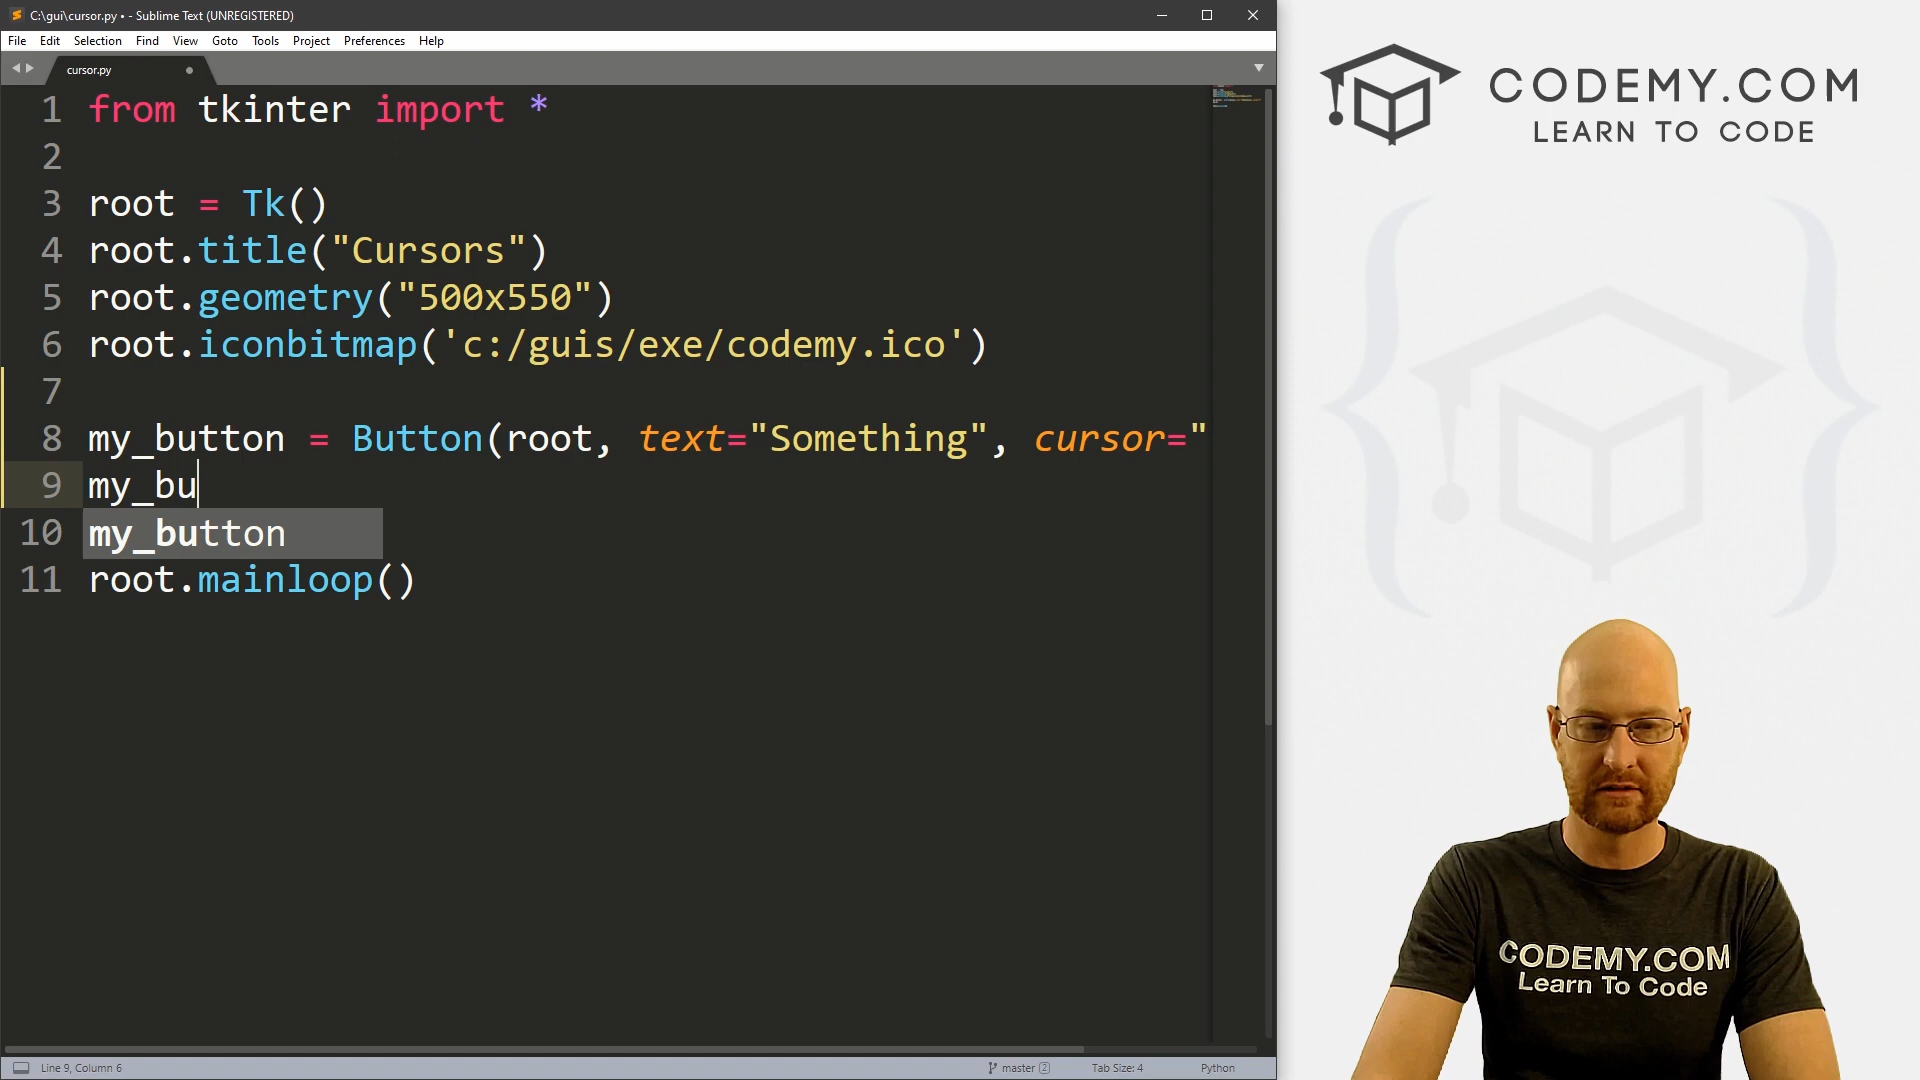 C:\gui\cursor.py • - Sublime Text (UNREGISTERED)
File Edit Selection Find View Goto Tools Project Preferences Help
cursor.py
1 from tkinter import *
2
3 root = Tk()
4 root.title("Cursors")
5 root.geometry("500x550")
6 root.iconbitmap('c:/guis/exe/codemy.ico')
7
8 my_button = Button(root, text="Something", cursor="
9 my_bu
10 my_button
11 root.mainloop()
Line 9, Column 6 master 2 Tab Size: 4 Python
CODEMY.COM
LEARN TO CODE
CODEMY.COM
Learn To Code